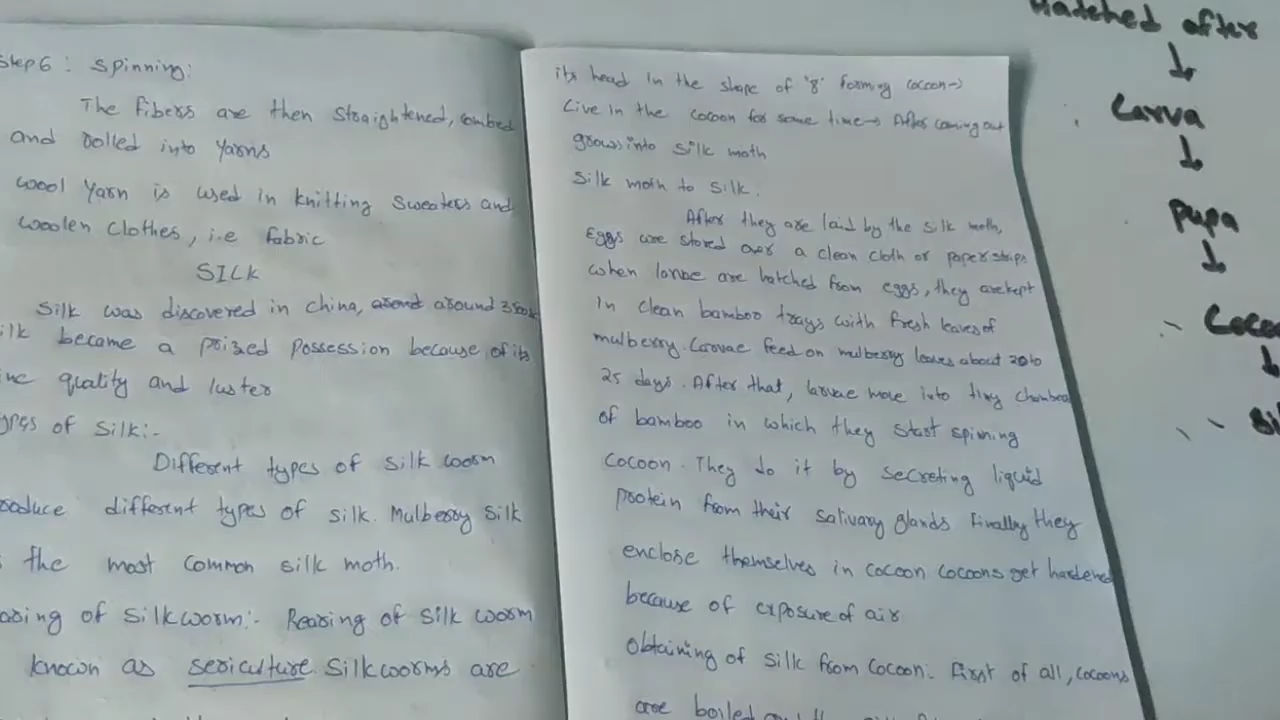 Step 6 : Spinning:
The fibers are then straightened, combed
and rolled into yarns
wool yarn is used in knitting sweaters and
woolen clothes, i.e fabric
SILK
Silk was discovered in china, around around
became a prized possession because of its
quality and luster
of Silk:-
Different types of silk worm
different types of silk. Mulberry silk
the most common silk moth.
of silkworm:- Rearing of silk worm
known as sericulture silkworms are
its head in the shape of '8' forming cocoon→
Live in the cocoon for some time→ After coming out
grows into silk moth
Silk moth to silk.
After they are laid by the silk moth,
Eggs are stored over a clean cloth or paper strips
when larvae are hatched from eggs, they are kept
in clean bamboo trays with fresh leaves of
mulberry. Larvae feed on mulberry leaves about 20 to
25 days. After that, larvae move into tiny
of bamboo in which they start spinning
cocoon. They do it by secreting liquid
protein from their salivary glands finally they
enclose themselves in cocoon cocoons get hardened
because of exposure of air
obtaining of silk from cocoon. First of all, cocoons
are boiled
Hatched after
↓
Larva
↓
pupa
↓
↓